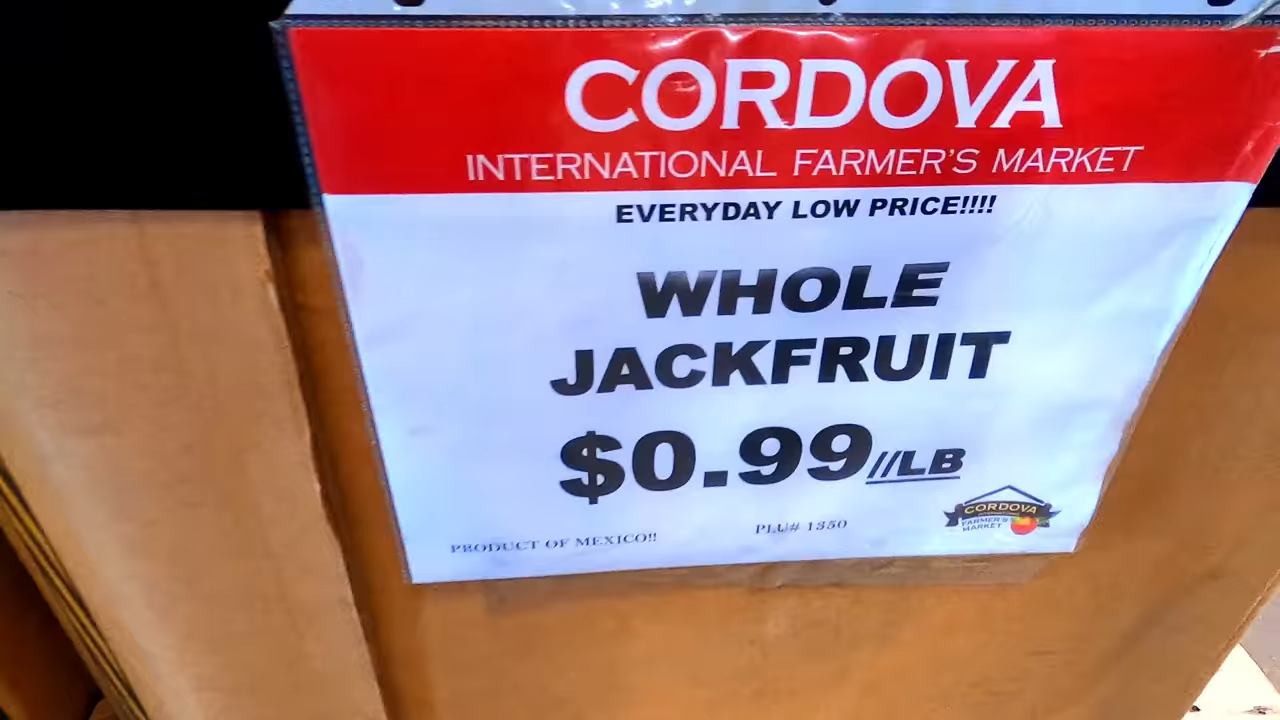 CORDOVA
INTERNATIONAL FARMER'S MARKET
EVERYDAY LOW PRICE!!!!
WHOLE
JACKFRUIT
$0.99//LB
PRODUCT OF MEXICO!!
PLU# 1350
CORDOVA
INTERNATIONAL
FARMER'S
MARKET